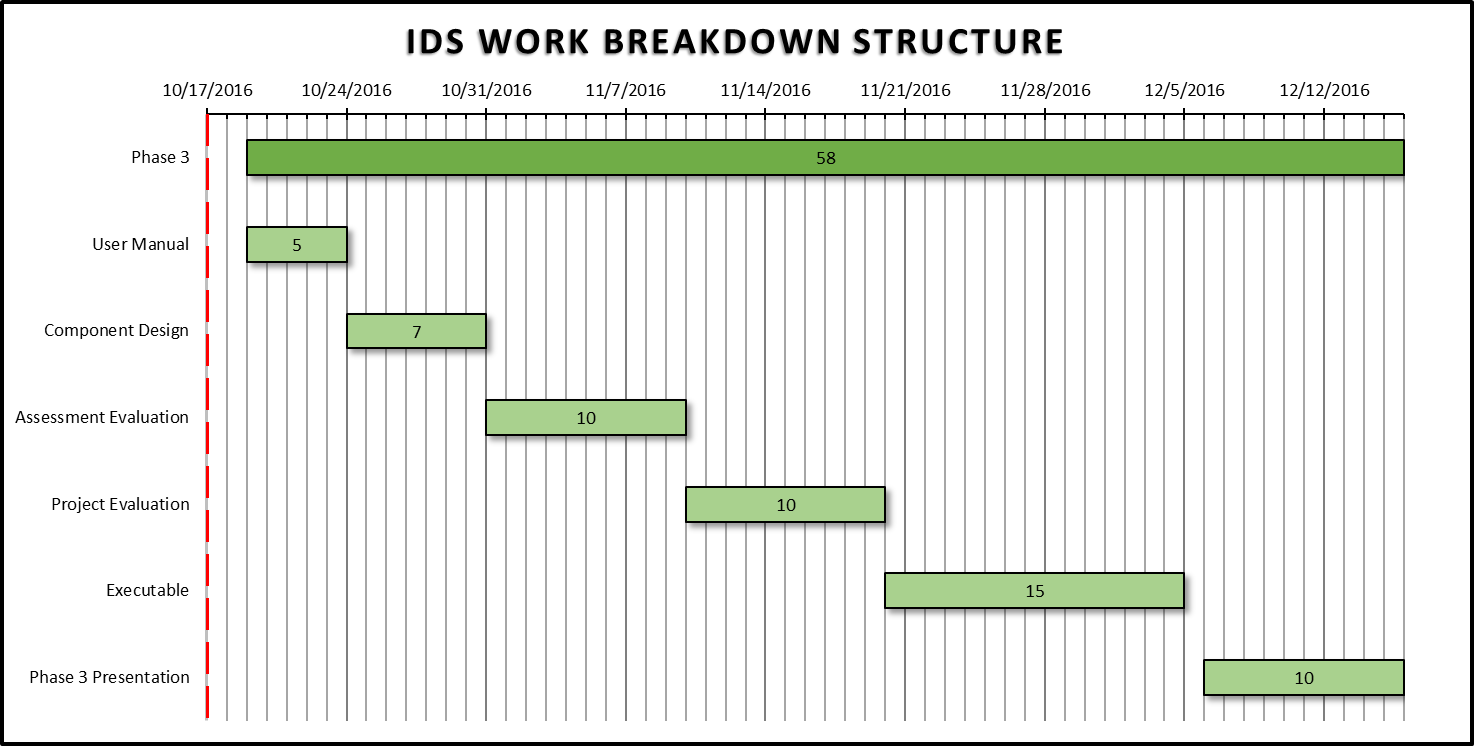 IDS WORK BREAKDOWN STRUCTURE
10/17/2016 10/24/2016 10/31/2016 11/7/2016 11/14/2016 11/21/2016 11/28/2016 12/5/2016 12/12/2016
Phase 3 58
User Manual 5
Component Design 7
Assessment Evaluation 10
Project Evaluation 10
Executable 15
Phase 3 Presentation 10